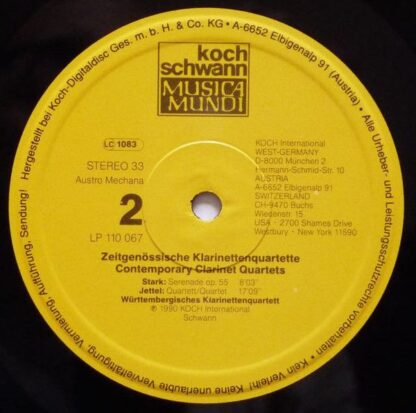 Hergestellt bei Koch-Digitaldisc Ges. m. b. H. & Co. KG • A-6652 Elbigenalp 91 (Austria) • Alle Urheber- und Leistungsschutzrechte vorbehalten • Kein Verleih! Keine unerlaubte Vervielfältigung, Vermietung, Aufführung, Sendung!
koch
schwann
MUSICA
MUNDI
LC 1083
STEREO 33
Austro Mechana
2
LP 110 067
KOCH International
WEST-GERMANY
D-8000 München 2
Hermann-Schmid-Str. 10
AUSTRIA
A-6652 Elbigenalp 91
SWITZERLAND
CH-9470 Buchs
Wiedenstr. 15
USA - 2700 Shames Drive
Westbury - New York 11590
Zeitgenössische Klarinettenquartette
Contemporary Clarinet Quartets
Stark: Serenade op. 55 8'03"
Jettel: Quartett/Quartet 17'09"
Württembergisches Klarinettenquartett
℗ 1990 KOCH International
Schwann